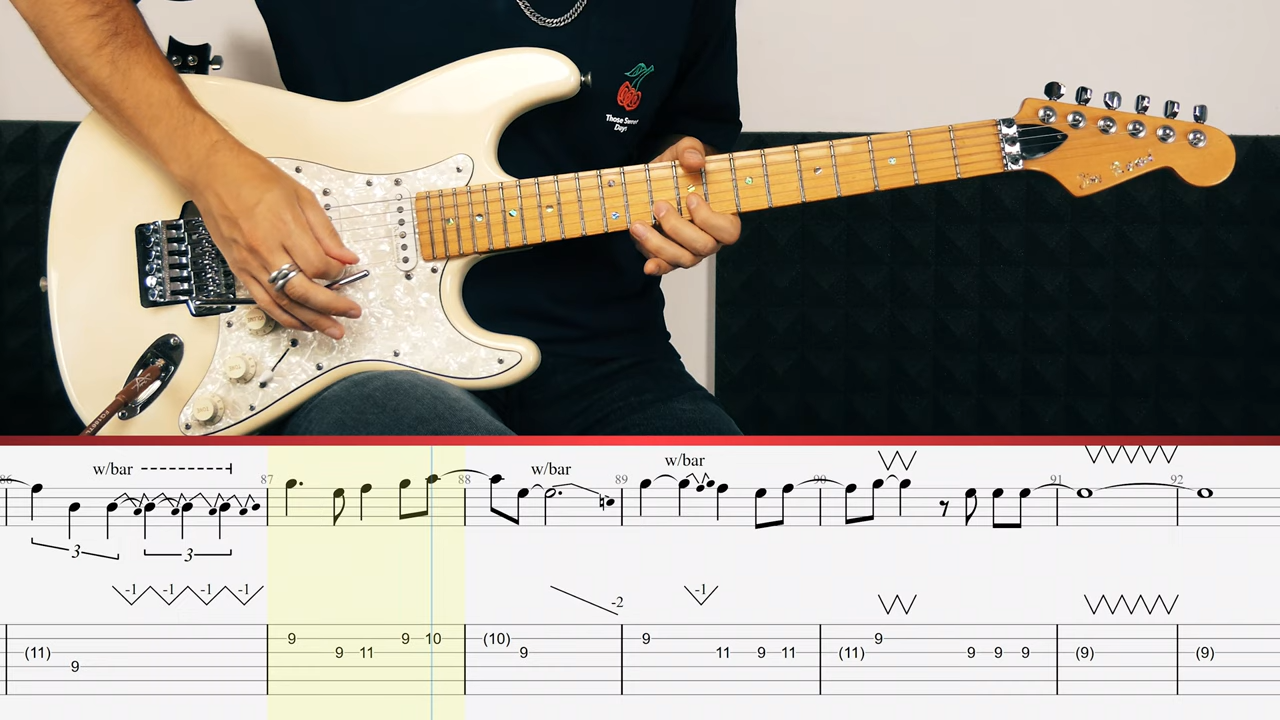 Those Sweet
Days
86
w/bar
87
88
w/bar
89
w/bar
90
91
92
3
3
-1 -1 -1 -1
-2
-1
(11) 9
9 9 11 9 10
(10) 9
9 11 9 11
(11) 9 9 9 9
(9)
(9)